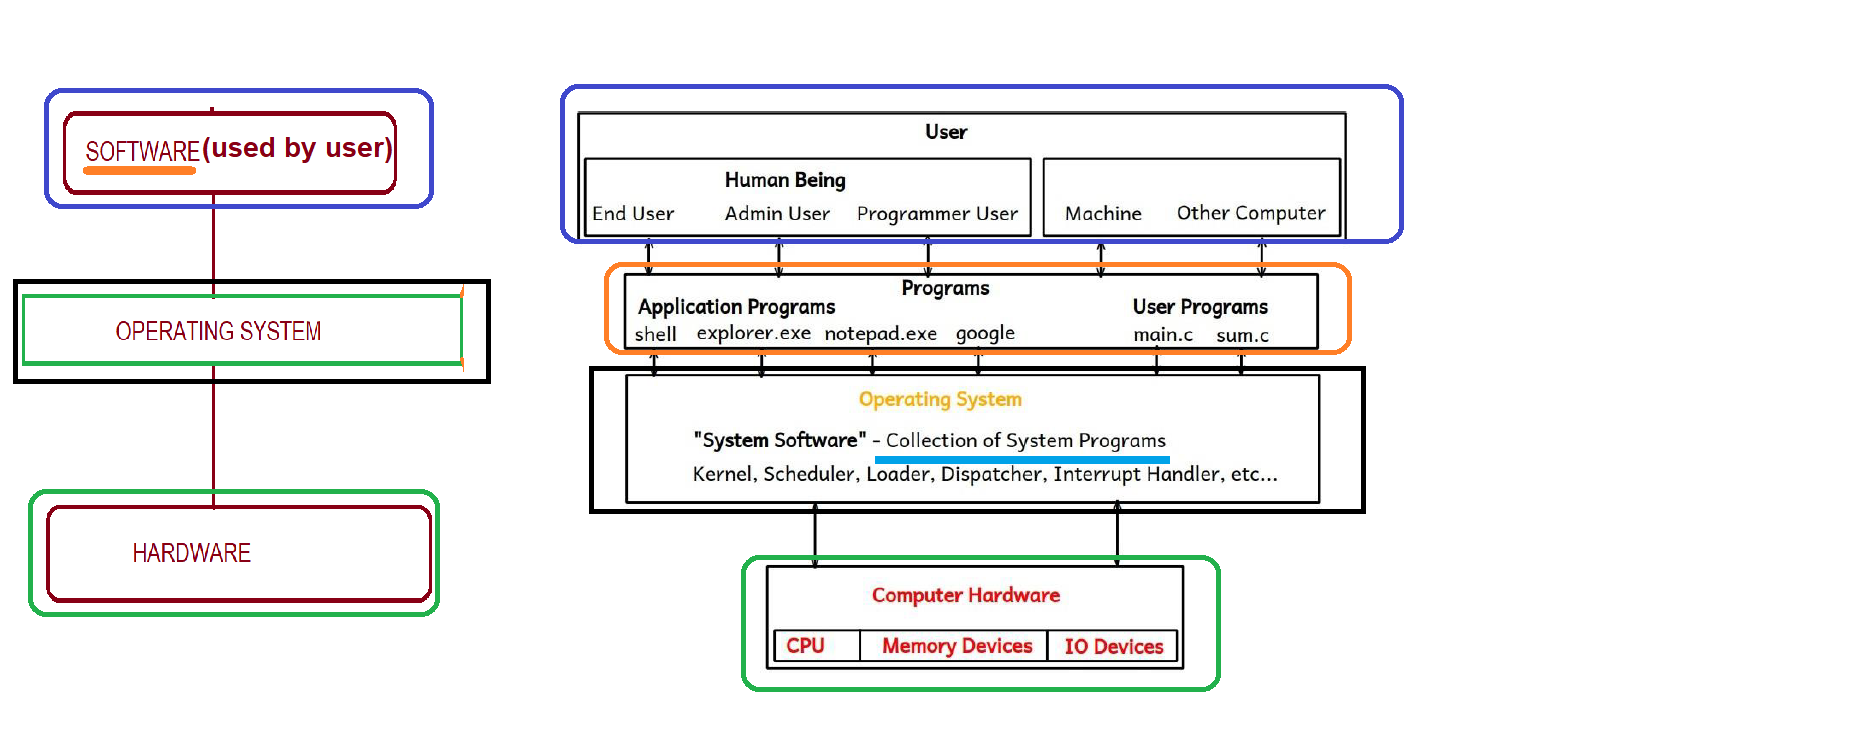 SOFTWARE(used by user)
OPERATING SYSTEM
HARDWARE
User
Human Being
End User Admin User Programmer User
Machine Other Computer
Programs
Application Programs User Programs
shell explorer.exe notepad.exe google main.c sum.c
Operating System
"System Software" - Collection of System Programs
Kernel, Scheduler, Loader, Dispatcher, Interrupt Handler, etc...
Computer Hardware
CPU Memory Devices IO Devices